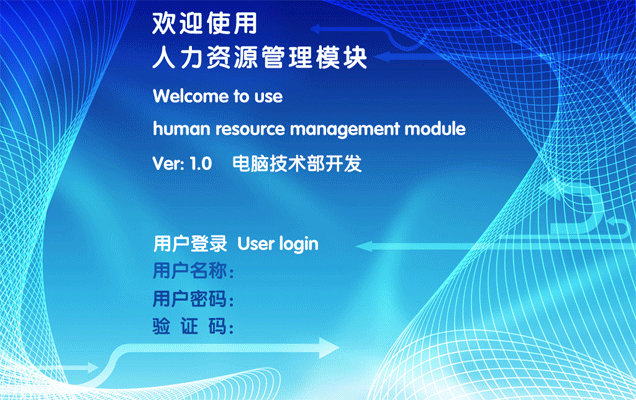 欢迎使用
人力资源管理模块
Welcome to use
human resource management module
Ver: 1.0 电脑技术部开发
用户登录 User login
用户名称：
用户密码：
验 证 码：